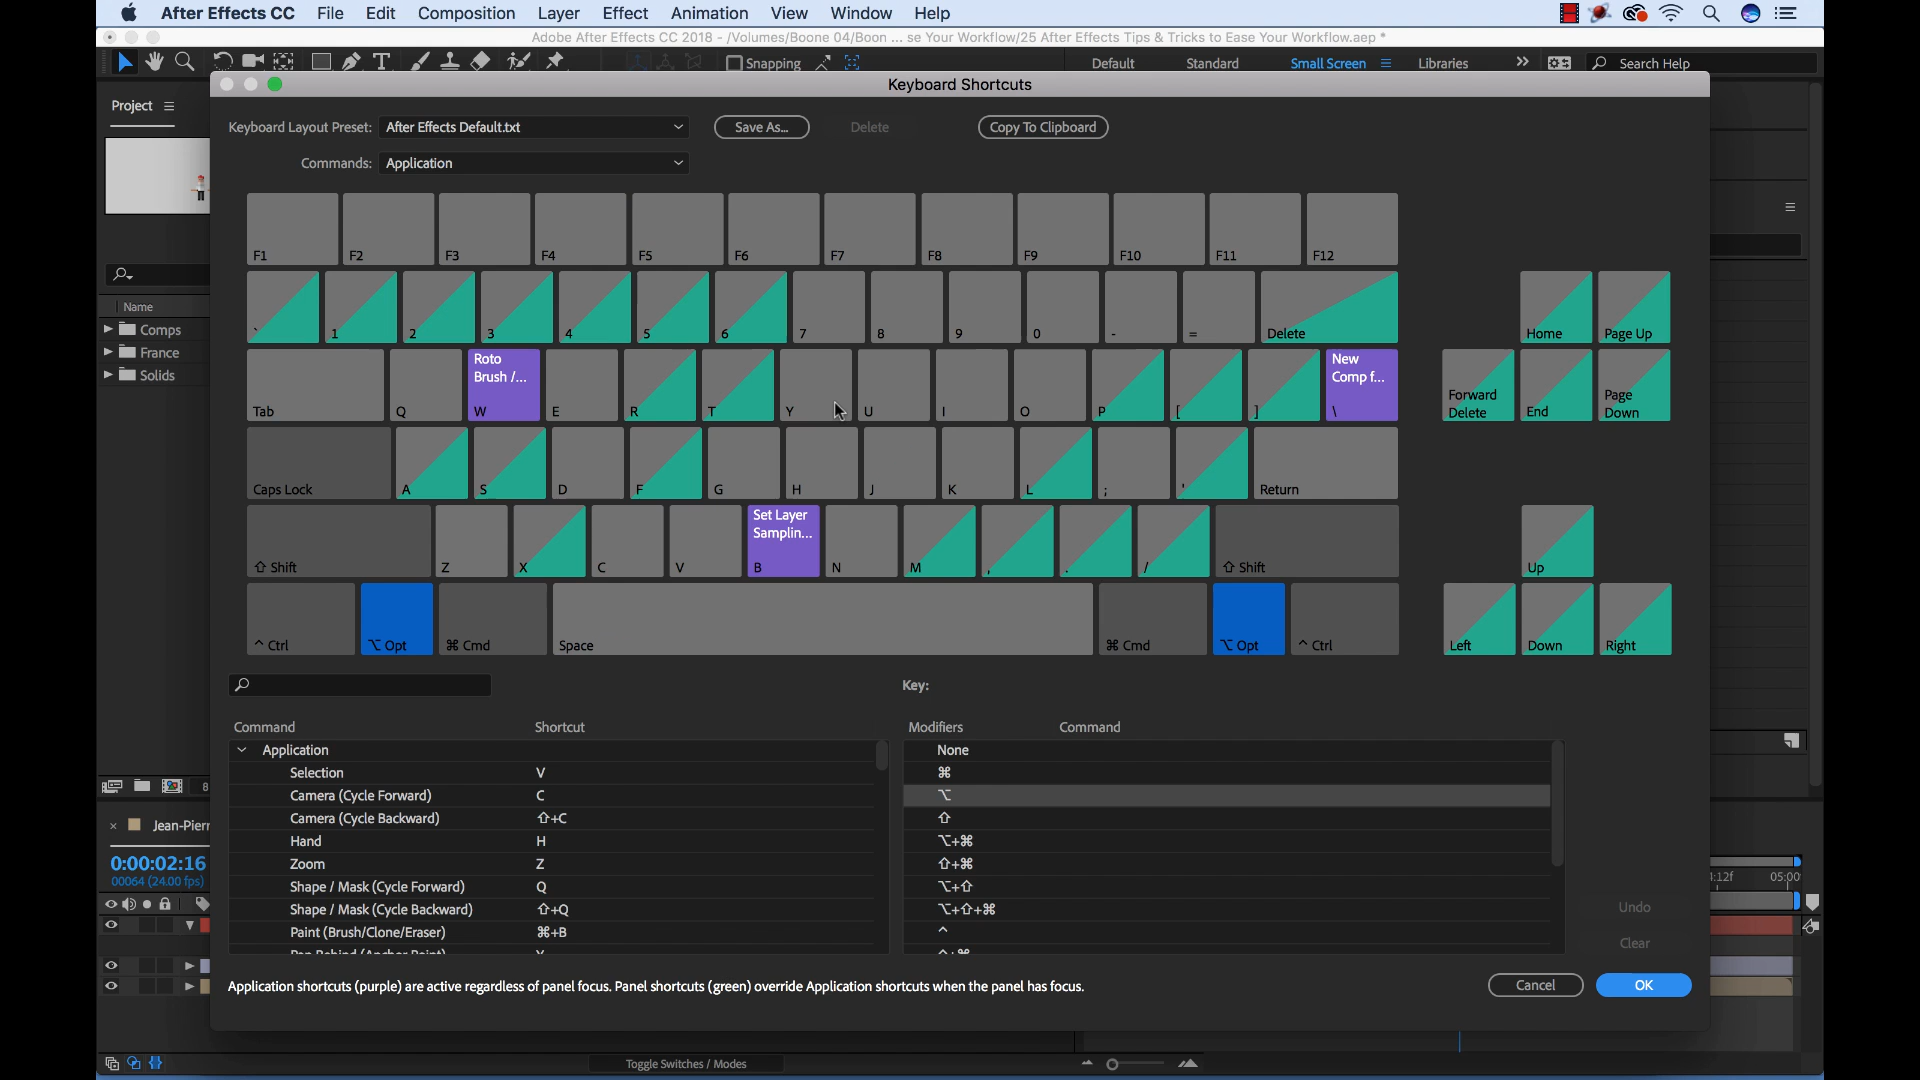 After Effects CC File Edit Composition Layer Effect Animation View Window Help
Adobe After Effects CC 2018 - /Volumes/Boone 04/Boon ... se Your Workflow/25 After Effects Tips & Tricks to Ease Your Workflow.aep *
Snapping Default Standard Small Screen Libraries Search Help
Keyboard Shortcuts
Project
Keyboard Layout Preset: After Effects Default.txt Save As... Delete Copy To Clipboard
Commands: Application
F1 F2 F3 F4 F5 F6 F7 F8 F9 F10 F11 F12
` 1 2 3 4 5 6 7 8 9 0 - = Delete Home Page Up
Name
Comps
France
Solids
Roto
Brush /...
New
Comp f...
Tab Q W E R T Y U I O P [ ] \ Forward
Delete End Page
Down
Caps Lock A S D F G H J K L ; ' Return
Set Layer
Samplin...
⇧ Shift Z X C V B N M , . / ⇧ Shift Up
^ Ctrl ⌥ Opt ⌘ Cmd Space ⌘ Cmd ⌥ Opt ^ Ctrl Left Down Right
Key:
Command Shortcut Modifiers Command
Application
Selection V
Camera (Cycle Forward) C
Camera (Cycle Backward) ⇧+C
Hand H
Zoom Z
Shape / Mask (Cycle Forward) Q
Shape / Mask (Cycle Backward) ⇧+Q
Paint (Brush/Clone/Eraser) ⌘+B
Pan Behind (Anchor Point) Y
None
⌘
⌥
⇧
⌥+⌘
⇧+⌘
⌥+⇧
⌥+⇧+⌘
^
^+⌘
8
Jean-Pierr
0:00:02:16
00064 (24.00 fps)
4:12f 05:00
Undo
Clear
Application shortcuts (purple) are active regardless of panel focus. Panel shortcuts (green) override Application shortcuts when the panel has focus.
Cancel OK
Toggle Switches / Modes